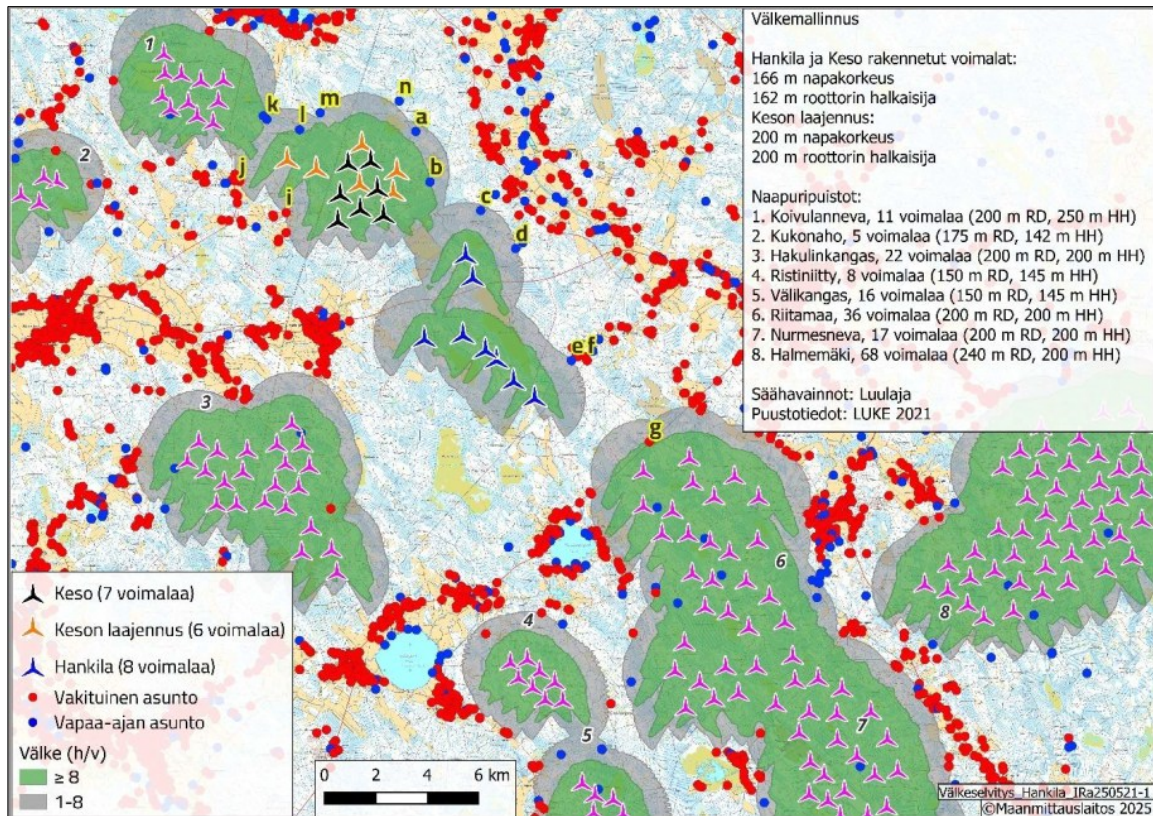 Välkemallinnus
Hankila ja Keso rakennetut voimalat:
166 m napakorkeus
162 m roottorin halkaisija
Keson laajennus:
200 m napakorkeus
200 m roottorin halkaisija
Naapuripuistot:
1. Koivulanneva, 11 voimalaa (200 m RD, 250 m HH)
2. Kukonaho, 5 voimalaa (175 m RD, 142 m HH)
3. Hakulinkangas, 22 voimalaa (200 m RD, 200 m HH)
4. Ristiniitty, 8 voimalaa (150 m RD, 145 m HH)
5. Välikangas, 16 voimalaa (150 m RD, 145 m HH)
6. Riitamaa, 36 voimalaa (200 m RD, 200 m HH)
7. Nurmesneva, 17 voimalaa (200 m RD, 200 m HH)
8. Halmemäki, 68 voimalaa (240 m RD, 200 m HH)
Säähavainnot: Luulaja
Puustotiedot: LUKE 2021
1
n
k
m
l
a
2
j
b
i
c
d
e f
3
g
6
4
8
5
7
Keso (7 voimalaa)
Keson laajennus (6 voimalaa)
Hankila (8 voimalaa)
Vakituinen asunto
Vapaa-ajan asunto
Välke (h/v)
≥ 8
1-8
0 2 4 6 km
Välkeselvitys_Hankila_IRa250521-1
©Maanmittauslaitos 2025